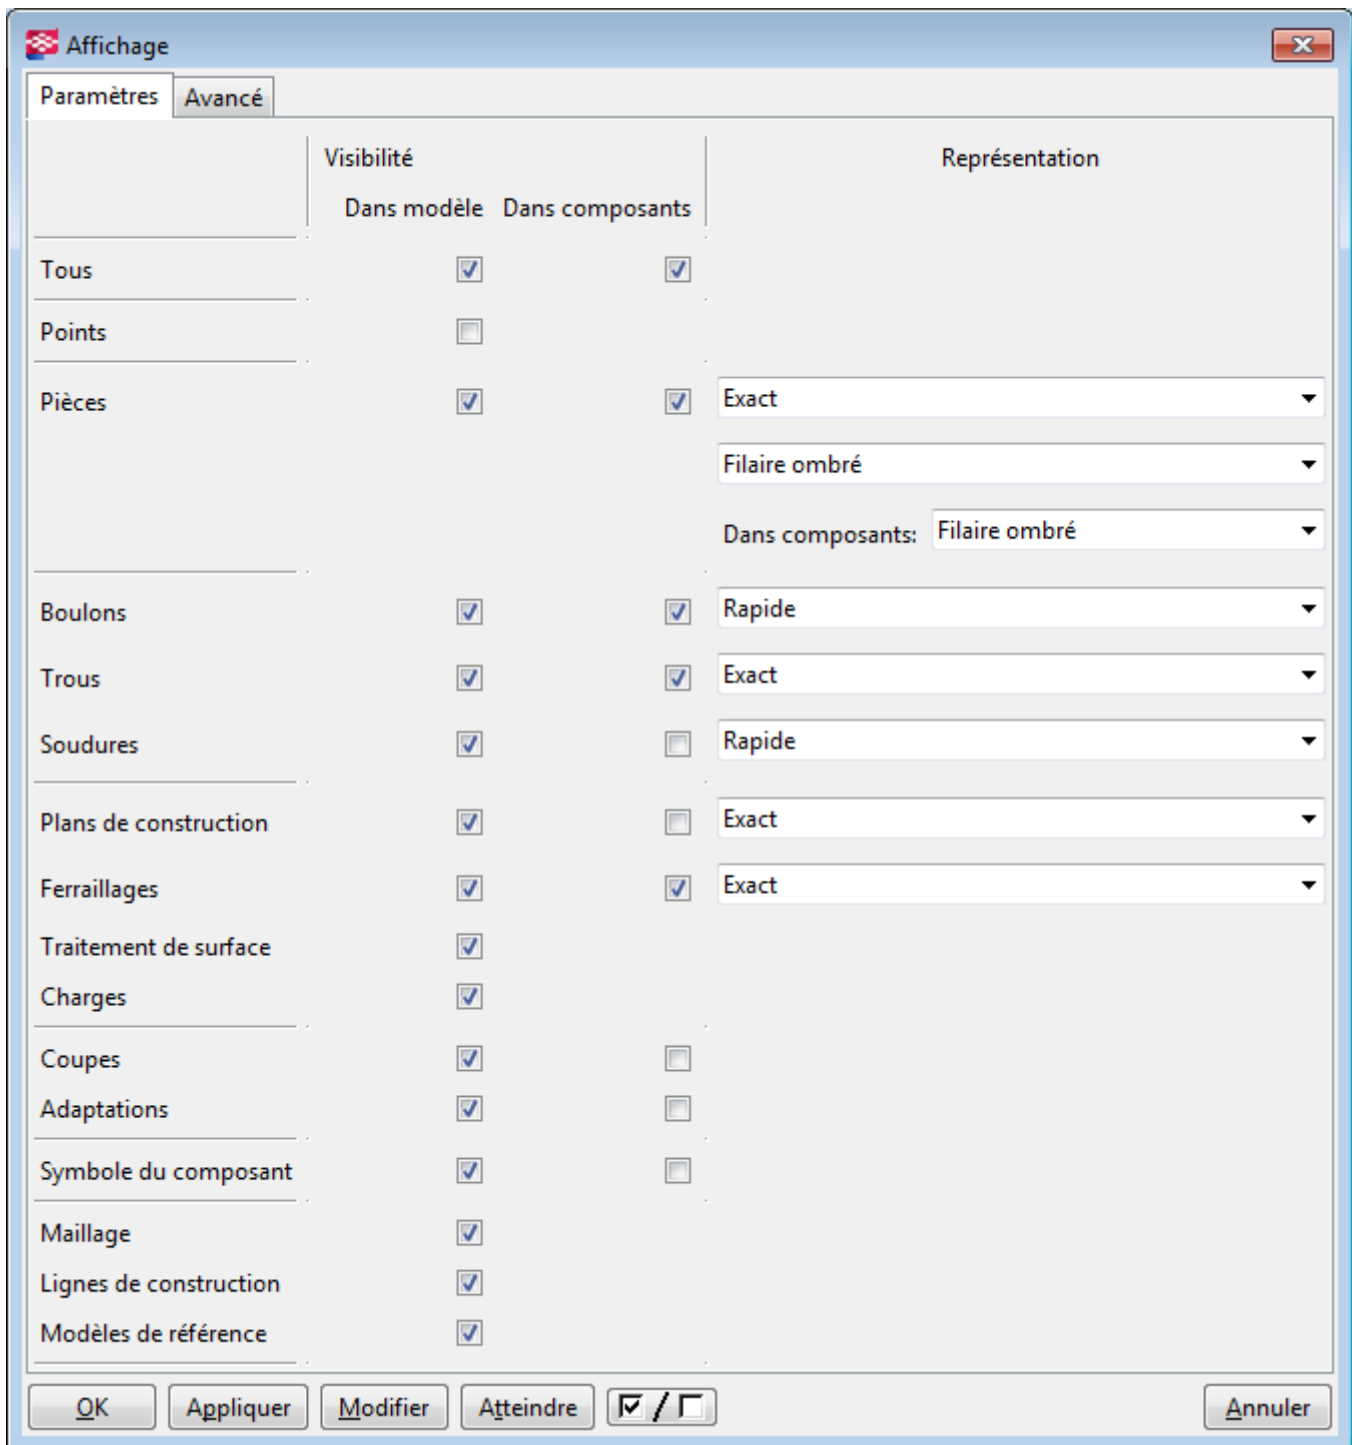 Affichage
Paramètres Avancé
Visibilité Représentation
Dans modèle Dans composants
Tous
Points
Pièces Exact
Filaire ombré
Dans composants: Filaire ombré
Boulons Rapide
Trous Exact
Soudures Rapide
Plans de construction Exact
Ferraillages Exact
Traitement de surface
Charges
Coupes
Adaptations
Symbole du composant
Maillage
Lignes de construction
Modèles de référence
OK Appliquer Modifier Atteindre / Annuler